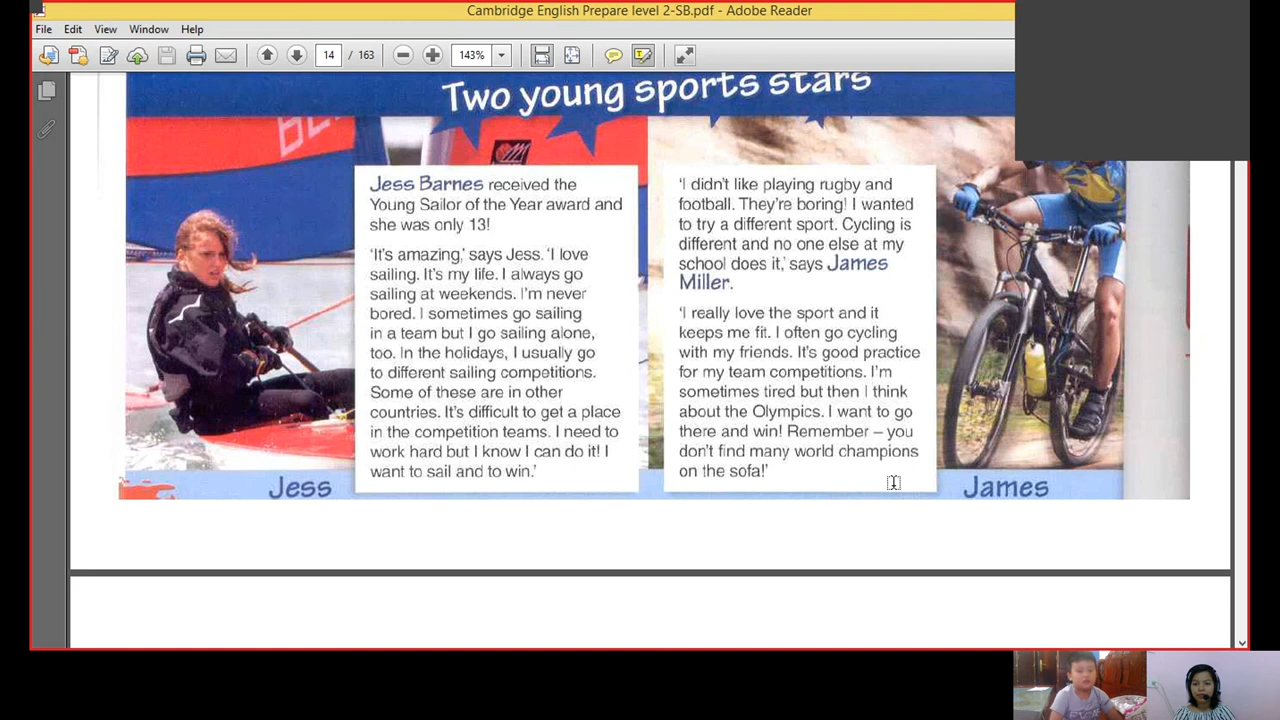 Cambridge English Prepare level 2-SB.pdf - Adobe Reader
File Edit View Window Help
14 / 163
143%
Two young sports stars
Jess Barnes received the
Young Sailor of the Year award and
she was only 13!
'It's amazing,' says Jess. 'I love
sailing. It's my life. I always go
sailing at weekends. I'm never
bored. I sometimes go sailing
in a team but I go sailing alone,
too. In the holidays, I usually go
to different sailing competitions.
Some of these are in other
countries. It's difficult to get a place
in the competition teams. I need to
work hard but I know I can do it! I
want to sail and to win.'
Jess
'I didn't like playing rugby and
football. They're boring! I wanted
to try a different sport. Cycling is
different and no one else at my
school does it,' says James
Miller.
'I really love the sport and it
keeps me fit. I often go cycling
with my friends. It's good practice
for my team competitions. I'm
sometimes tired but then I think
about the Olympics. I want to go
there and win! Remember – you
don't find many world champions
on the sofa!'
James